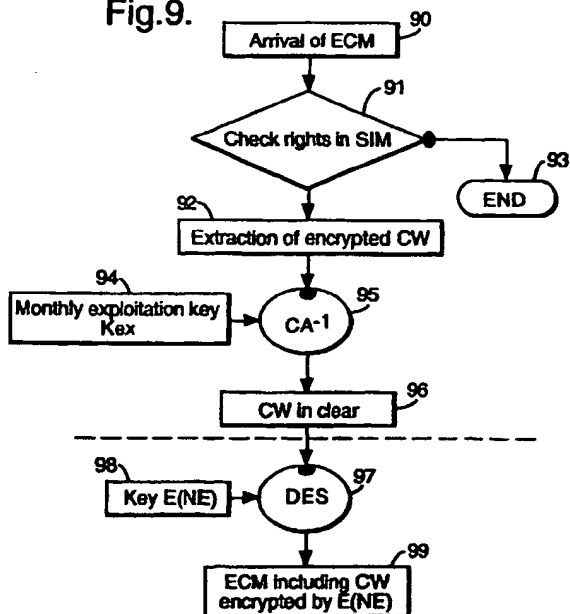 Fig.9.
90
Arrival of ECM
91
Check rights in SIM
93
END
92
Extraction of encrypted CW
94
Monthly exploitation key
Kex
95
CA-1
96
CW in clear
98
Key E(NE)
97
DES
99
ECM including CW
encrypted by E(NE)